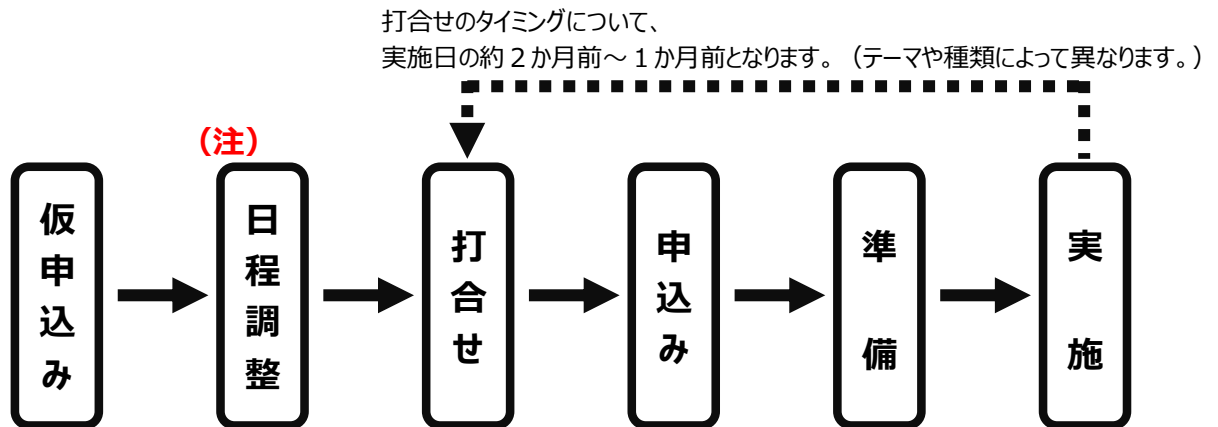 打合せのタイミングについて、
実施日の約２か月前～１か月前となります。（テーマや種類によって異なります。）
（注）
仮申込み
日程調整
打合せ
申込み
準備
実施